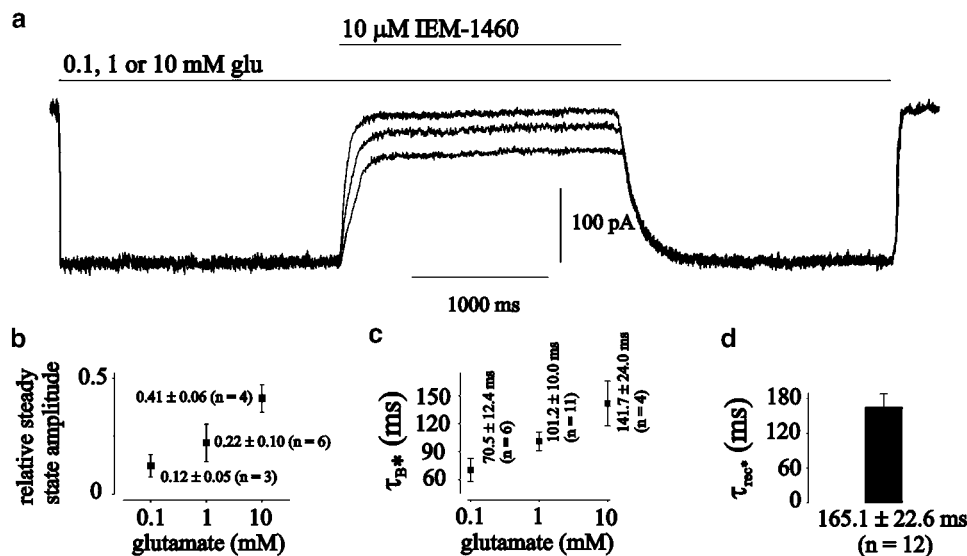 a
10 µM IEM-1460
0.1, 1 or 10 mM glu
100 pA
1000 ms
b
relative steady
state amplitude
0.5
0
0.41 ± 0.06 (n = 4)
0.22 ± 0.10 (n = 6)
0.12 ± 0.05 (n = 3)
0.1 1 10
glutamate (mM)
c
τB* (ms)
150
120
90
60
70.5 ± 12.4 ms
(n = 6)
101.2 ± 10.0 ms
(n = 11)
141.7 ± 24.0 ms
(n = 4)
0.1 1 10
glutamate (mM)
d
τrec* (ms)
180
120
60
0
165.1 ± 22.6 ms
(n = 12)